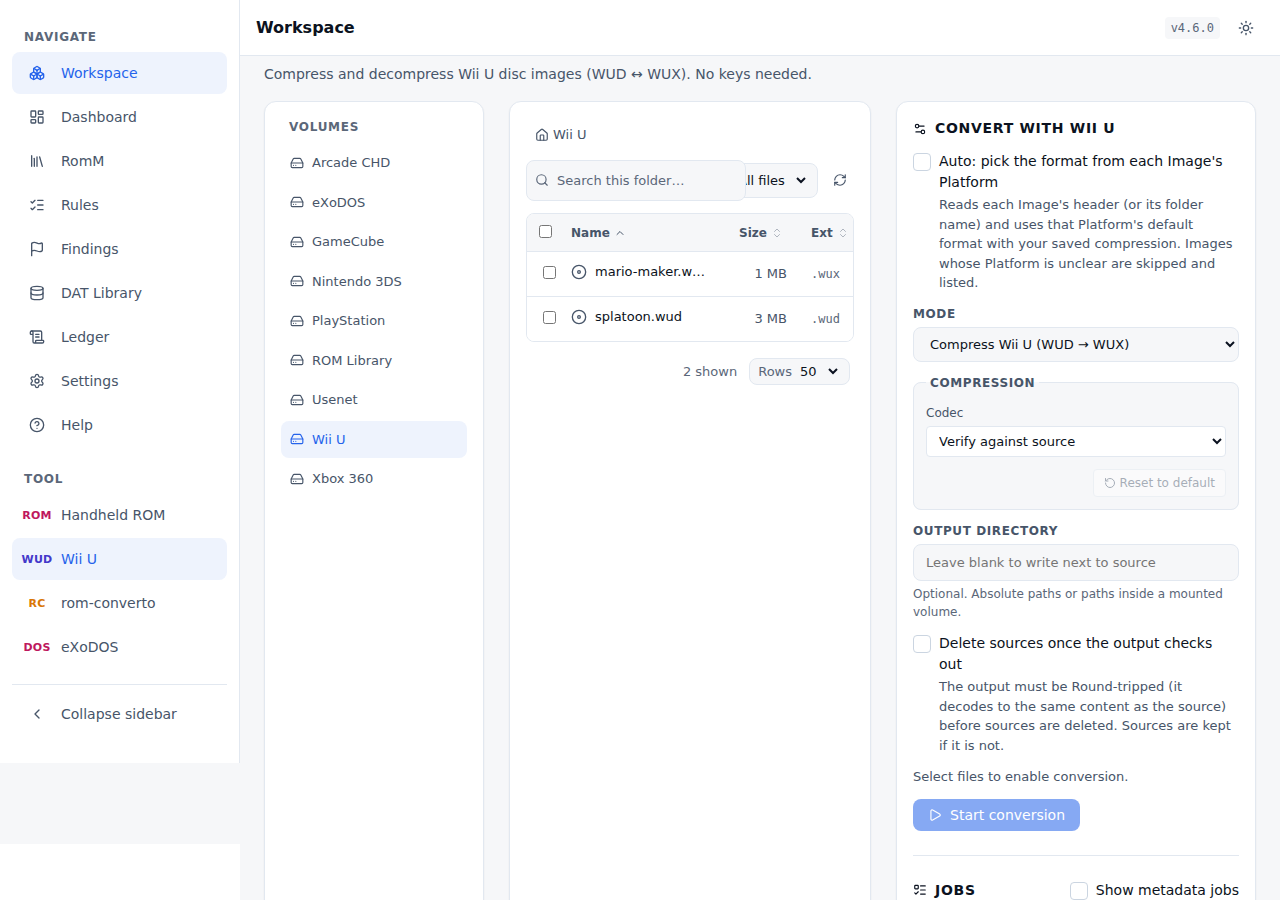 NAVIGATE
Workspace
Dashboard
RomM
Rules
Findings
DAT Library
Ledger
Settings
Help
TOOL
ROM Handheld ROM
WUD Wii U
RC rom-converto
DOS eXoDOS
Collapse sidebar
Workspace
v4.6.0
Compress and decompress Wii U disc images (WUD ↔ WUX). No keys needed.
VOLUMES
Arcade CHD
eXoDOS
GameCube
Nintendo 3DS
PlayStation
ROM Library
Usenet
Wii U
Xbox 360
Wii U
Search this folder…
ll files
Name Size Ext
mario-maker.w… 1 MB .wux
splatoon.wud 3 MB .wud
2 shown Rows 50
CONVERT WITH WII U
Auto: pick the format from each Image's
Platform
Reads each Image's header (or its folder
name) and uses that Platform's default
format with your saved compression. Images
whose Platform is unclear are skipped and
listed.
MODE
Compress Wii U (WUD → WUX)
COMPRESSION
Codec
Verify against source
Reset to default
OUTPUT DIRECTORY
Leave blank to write next to source
Optional. Absolute paths or paths inside a mounted
volume.
Delete sources once the output checks
out
The output must be Round-tripped (it
decodes to the same content as the source)
before sources are deleted. Sources are kept
if it is not.
Select files to enable conversion.
Start conversion
JOBS
Show metadata jobs